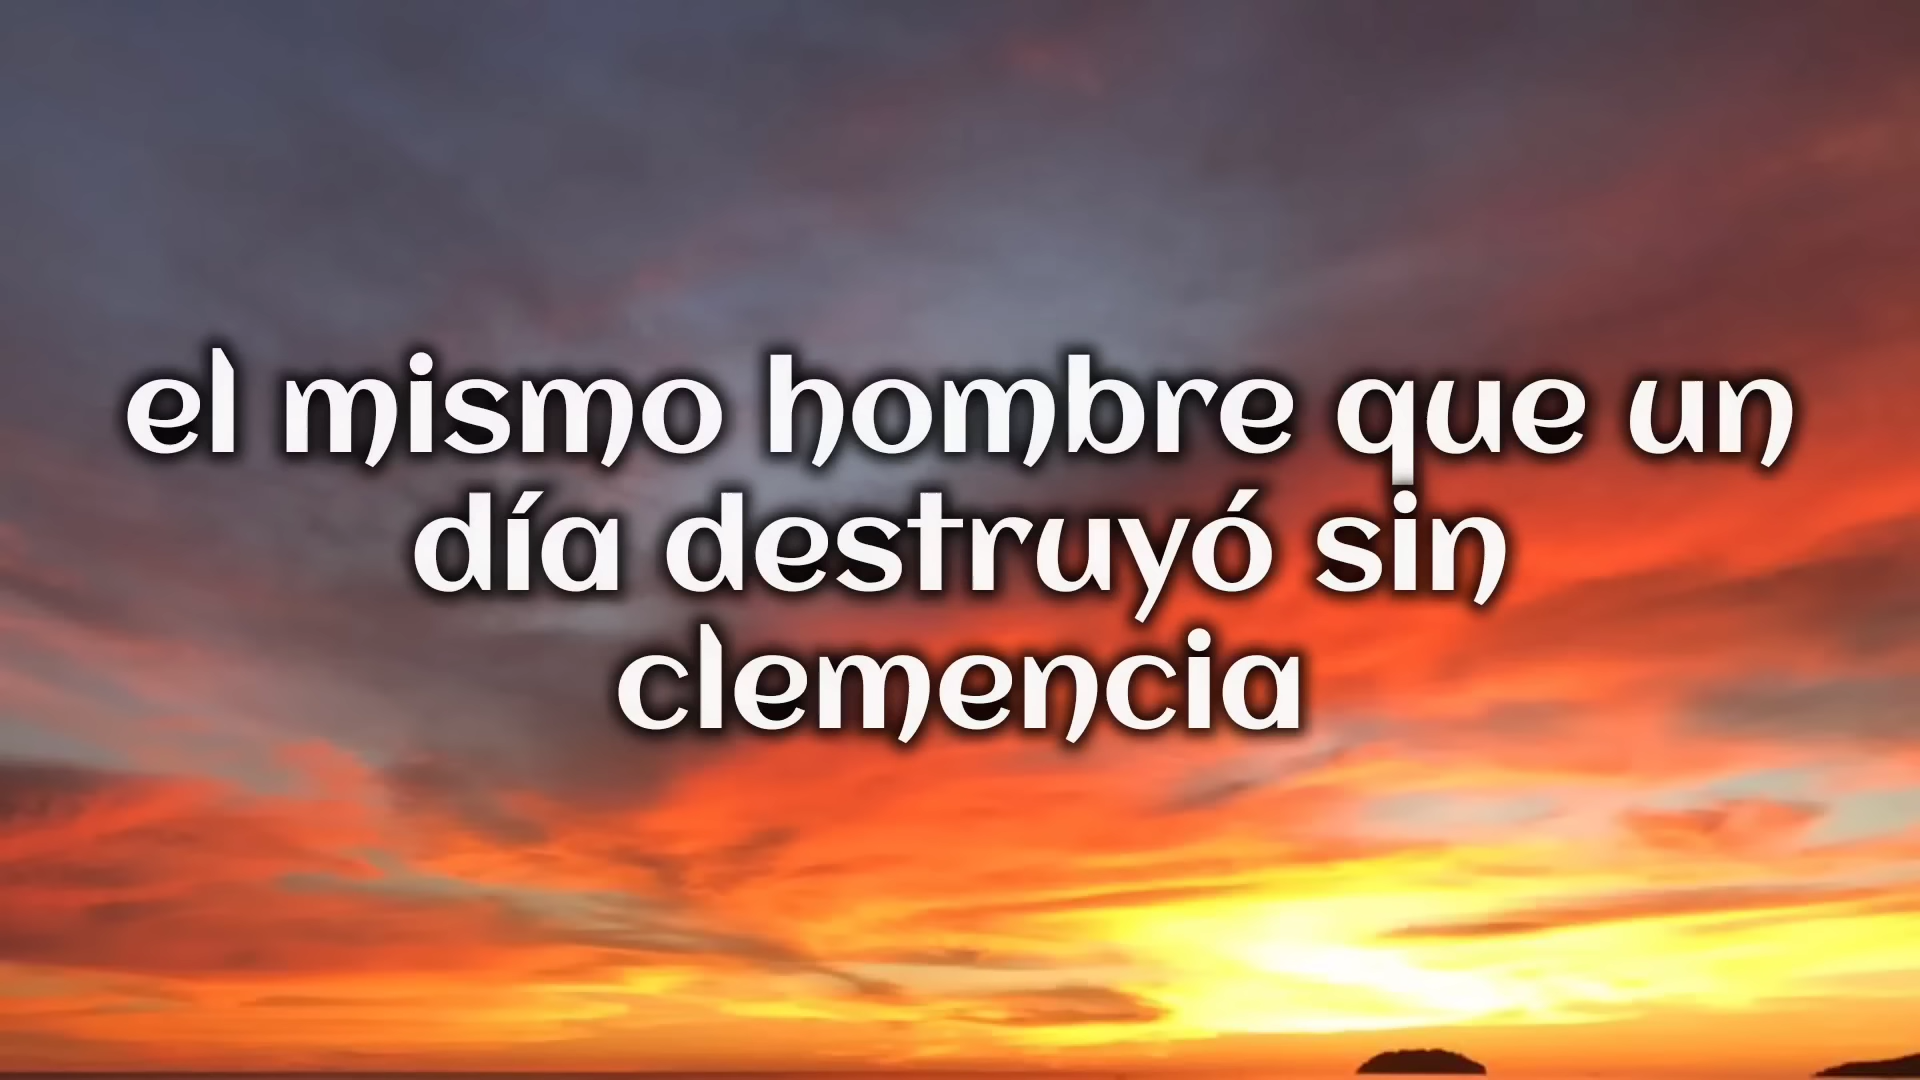 el mismo hombre que un
día destruyó sin
clemencia